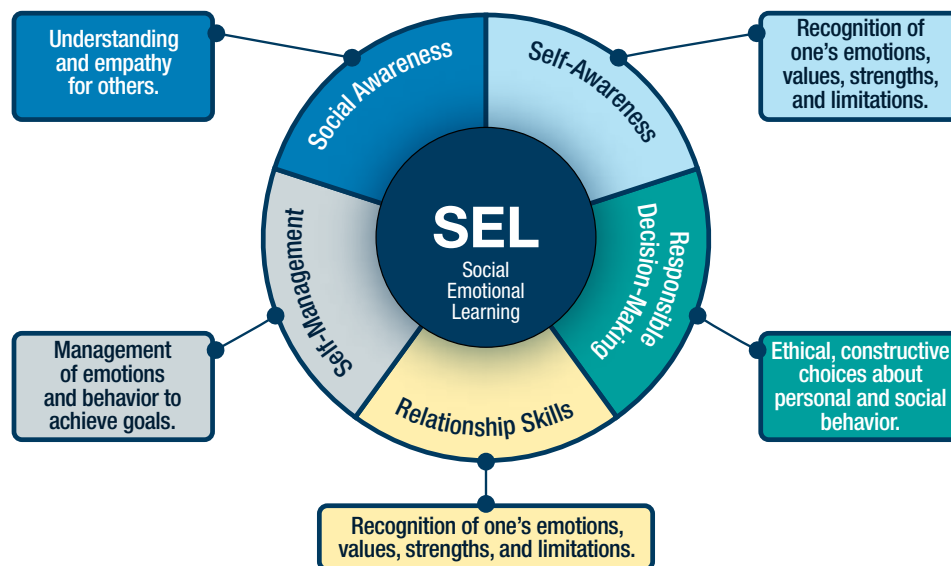 Understanding
and empathy
for others.
Social Awareness
Self-Awareness
Recognition of
one’s emotions,
values, strengths,
and limitations.
SEL
Social
Emotional
Learning
Self-Management
Responsible
Decision-Making
Management
of emotions
and behavior to
achieve goals.
Relationship Skills
Ethical, constructive
choices about
personal and social
behavior.
Recognition of one’s emotions,
values, strengths, and limitations.